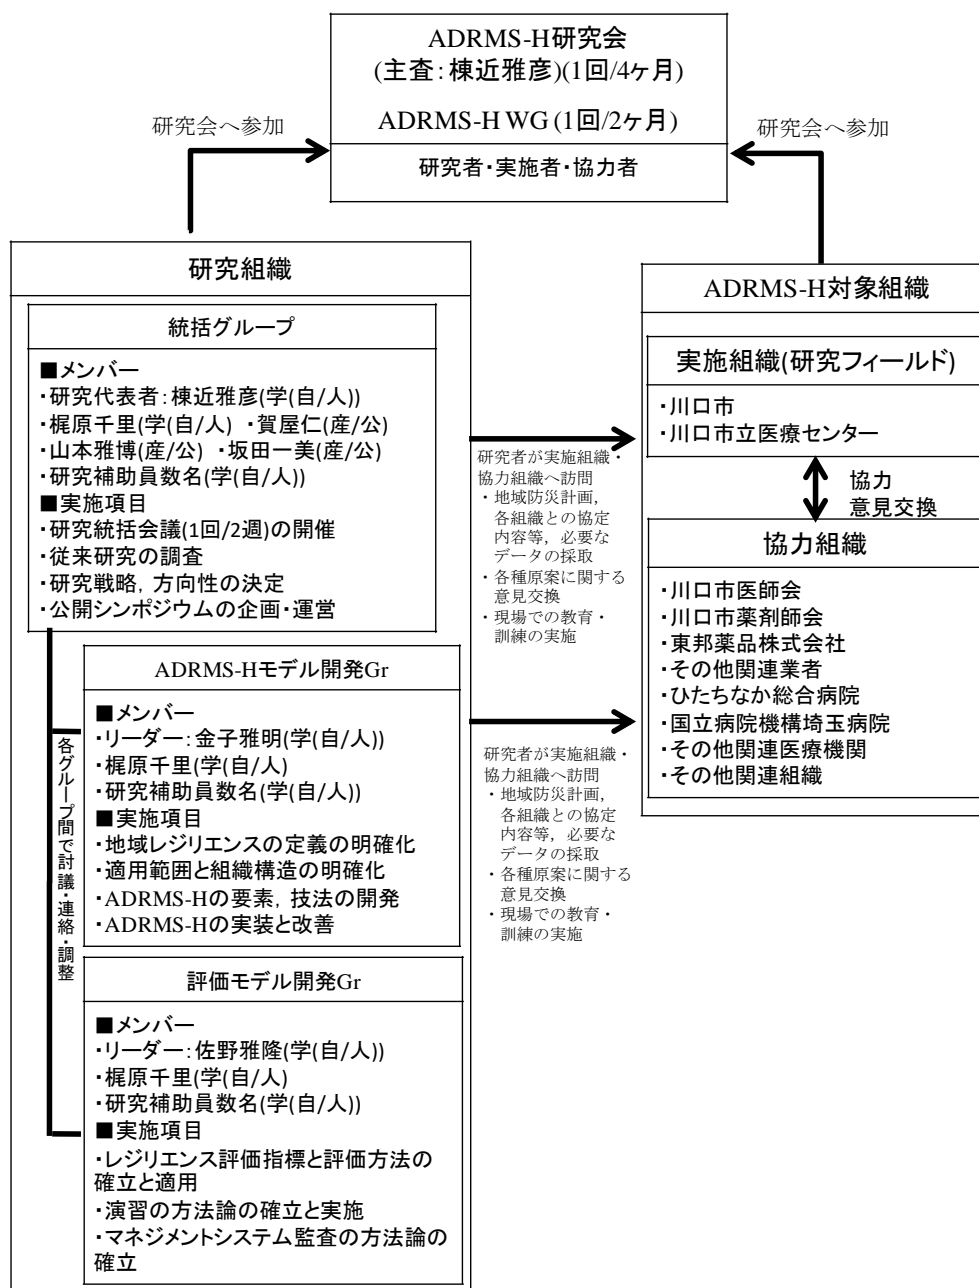 ADRMS-H研究会
(主査:棟近雅彦)(1回/4ヶ月)
ADRMS-H WG (1回/2ヶ月)
研究者・実施者・協力者
研究会へ参加
研究会へ参加
研究組織
統括グループ
■メンバー
・研究代表者:棟近雅彦(学(自/人))
・梶原千里(学(自/人) ・賀屋仁(産/公)
・山本雅博(産/公) ・坂田一美(産/公)
・研究補助員数名(学(自/人))
■実施項目
・研究統括会議(1回/2週)の開催
・従来研究の調査
・研究戦略, 方向性の決定
・公開シンポジウムの企画・運営
ADRMS-Hモデル開発Gr
■メンバー
・リーダー:金子雅明(学(自/人))
・梶原千里(学(自/人)
・研究補助員数名(学(自/人))
■実施項目
・地域レジリエンスの定義の明確化
・適用範囲と組織構造の明確化
・ADRMS-Hの要素, 技法の開発
・ADRMS-Hの実装と改善
評価モデル開発Gr
■メンバー
・リーダー:佐野雅隆(学(自/人))
・梶原千里(学(自/人)
・研究補助員数名(学(自/人))
■実施項目
・レジリエンス評価指標と評価方法の
確立と適用
・演習の方法論の確立と実施
・マネジメントシステム監査の方法論の
確立
各グループ間で討議・連絡・調整
研究者が実施組織・
協力組織へ訪問
・地域防災計画,
各組織との協定
内容等, 必要な
データの採取
・各種原案に関する
意見交換
・現場での教育・
訓練の実施
研究者が実施組織・
協力組織へ訪問
・地域防災計画,
各組織との協定
内容等, 必要な
データの採取
・各種原案に関する
意見交換
・現場での教育・
訓練の実施
ADRMS-H対象組織
実施組織(研究フィールド)
・川口市
・川口市立医療センター
協力
意見交換
協力組織
・川口市医師会
・川口市薬剤師会
・東邦薬品株式会社
・その他関連業者
・ひたちなか総合病院
・国立病院機構埼玉病院
・その他関連医療機関
・その他関連組織